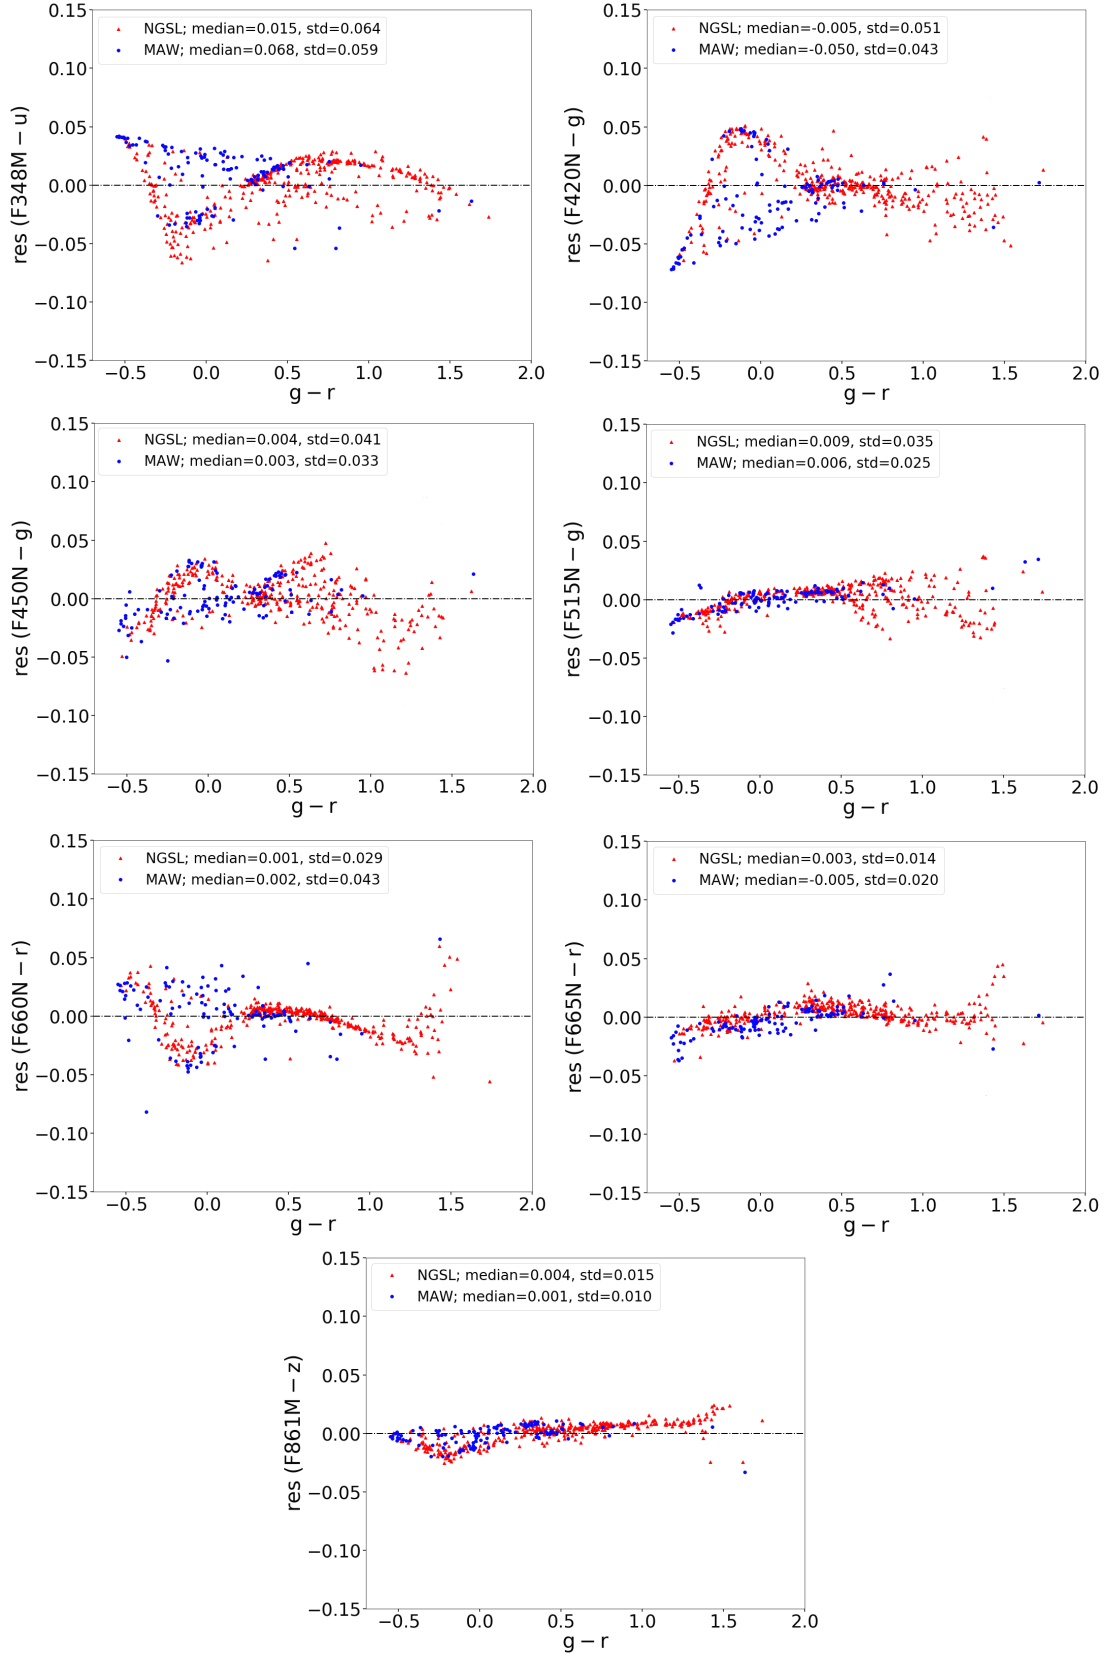 NGSL; median=0.015, std=0.064
MAW; median=0.068, std=0.059
0.15
0.10
0.05
0.00
−0.05
−0.10
−0.15
res (F348M − u)
−0.5 0.0 0.5 1.0 1.5 2.0
g − r
NGSL; median=-0.005, std=0.051
MAW; median=-0.050, std=0.043
0.15
0.10
0.05
0.00
−0.05
−0.10
−0.15
res (F420N − g)
−0.5 0.0 0.5 1.0 1.5 2.0
g − r
NGSL; median=0.004, std=0.041
MAW; median=0.003, std=0.033
0.15
0.10
0.05
0.00
−0.05
−0.10
−0.15
res (F450N − g)
−0.5 0.0 0.5 1.0 1.5 2.0
g − r
NGSL; median=0.009, std=0.035
MAW; median=0.006, std=0.025
0.15
0.10
0.05
0.00
−0.05
−0.10
−0.15
res (F515N − g)
−0.5 0.0 0.5 1.0 1.5 2.0
g − r
NGSL; median=0.001, std=0.029
MAW; median=0.002, std=0.043
0.15
0.10
0.05
0.00
−0.05
−0.10
−0.15
res (F660N − r)
−0.5 0.0 0.5 1.0 1.5 2.0
g − r
NGSL; median=0.003, std=0.014
MAW; median=-0.005, std=0.020
0.15
0.10
0.05
0.00
−0.05
−0.10
−0.15
res (F665N − r)
−0.5 0.0 0.5 1.0 1.5 2.0
g − r
NGSL; median=0.004, std=0.015
MAW; median=0.001, std=0.010
0.15
0.10
0.05
0.00
−0.05
−0.10
−0.15
res (F861M − z)
−0.5 0.0 0.5 1.0 1.5 2.0
g − r